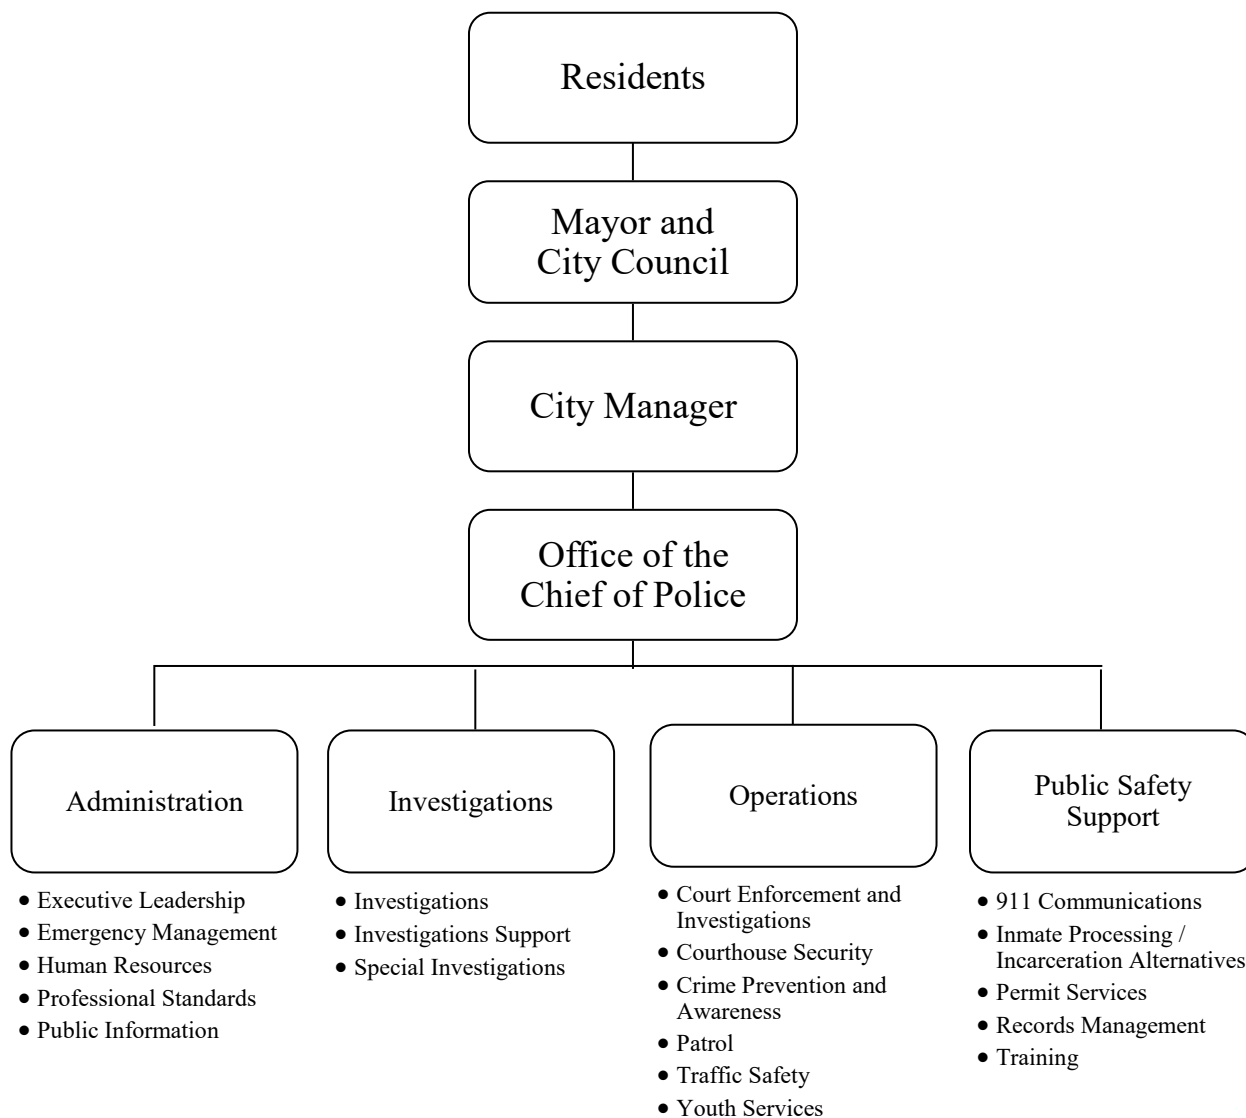 Residents
Mayor and
City Council
City Manager
Office of the
Chief of Police
Administration
• Executive Leadership
• Emergency Management
• Human Resources
• Professional Standards
• Public Information
Investigations
• Investigations
• Investigations Support
• Special Investigations
Operations
• Court Enforcement and
Investigations
• Courthouse Security
• Crime Prevention and
Awareness
• Patrol
• Traffic Safety
• Youth Services
Public Safety
Support
• 911 Communications
• Inmate Processing /
Incarceration Alternatives
• Permit Services
• Records Management
• Training